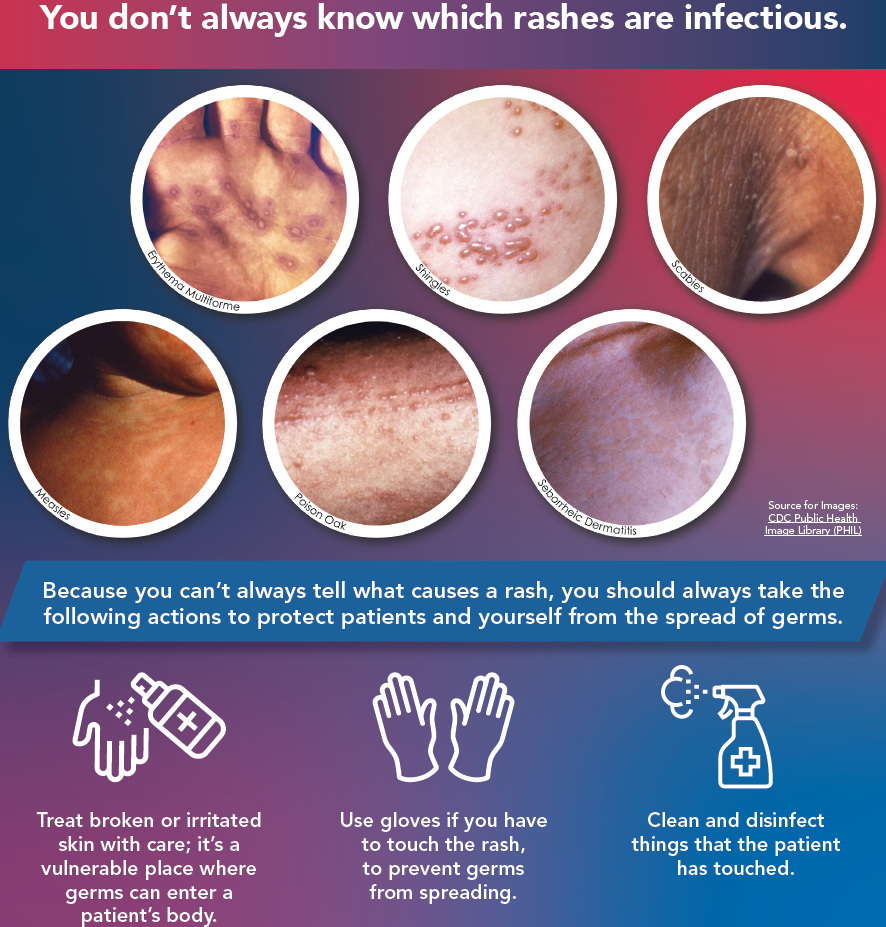 You don’t always know which rashes are infectious.
Erythema Multiforme
Shingles
Scabies
Measles
Poison Oak
Seborrheic Dermatitis
Source for Images:
CDC Public Health
Image Library (PHIL)
Because you can’t always tell what causes a rash, you should always take the
following actions to protect patients and yourself from the spread of germs.
Treat broken or irritated
skin with care; it’s a
vulnerable place where
germs can enter a
patient’s body.
Use gloves if you have
to touch the rash,
to prevent germs
from spreading.
Clean and disinfect
things that the patient
has touched.